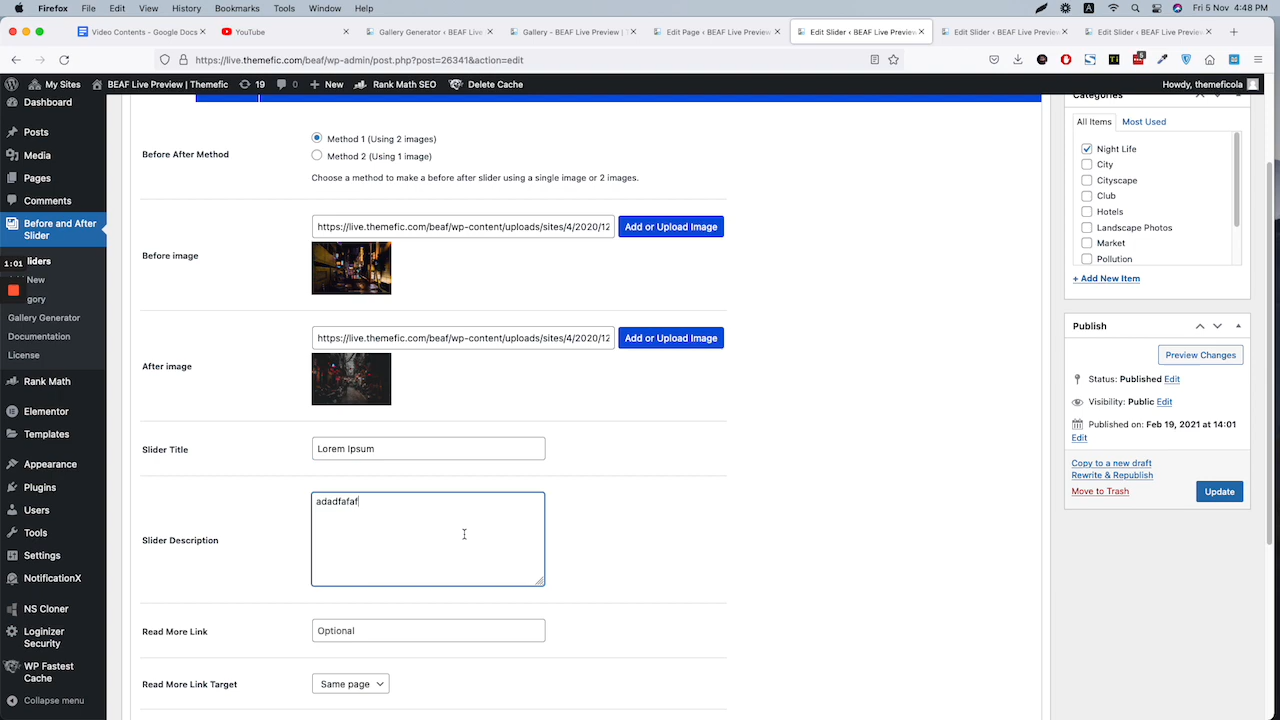 Firefox File Edit View History Bookmarks Tools Window Help Fri 5 Nov 4:48 PM
Video Contents - Google Docs YouTube Gallery Generator ‹ BEAF Live Gallery - BEAF Live Preview | Edit Page ‹ BEAF Live Preview Edit Slider ‹ BEAF Live Preview Edit Slider ‹ BEAF Live Preview Edit Slider ‹ BEAF Live Preview
https://live.themefic.com/beaf/wp-admin/post.php?post=26341&action=edit
My Sites BEAF Live Preview | Themefic 19 0 New Rank Math SEO Delete Cache Howdy, themeficola
Dashboard
Posts
Media
Pages
Comments
Before and After
Slider
1:01 liders
New
gory
Gallery Generator
Documentation
License
Rank Math
Elementor
Templates
Appearance
Plugins
Users
Tools
Settings
NotificationX
NS Cloner
Loginizer
Security
WP Fastest
Cache
Collapse menu
Before After Method
Method 1 (Using 2 images)
Method 2 (Using 1 image)
Choose a method to make a before after slider using a single image or 2 images.
Before image
https://live.themefic.com/beaf/wp-content/uploads/sites/4/2020/12 Add or Upload Image
After image
https://live.themefic.com/beaf/wp-content/uploads/sites/4/2020/12 Add or Upload Image
Slider Title Lorem Ipsum
Slider Description adadfafaf
Read More Link Optional
Read More Link Target Same page
Categories
All Items Most Used
Night Life
City
Cityscape
Club
Hotels
Landscape Photos
Market
Pollution
+ Add New Item
Publish
Preview Changes
Status: Published Edit
Visibility: Public Edit
Published on: Feb 19, 2021 at 14:01
Edit
Copy to a new draft
Rewrite & Republish
Move to Trash Update